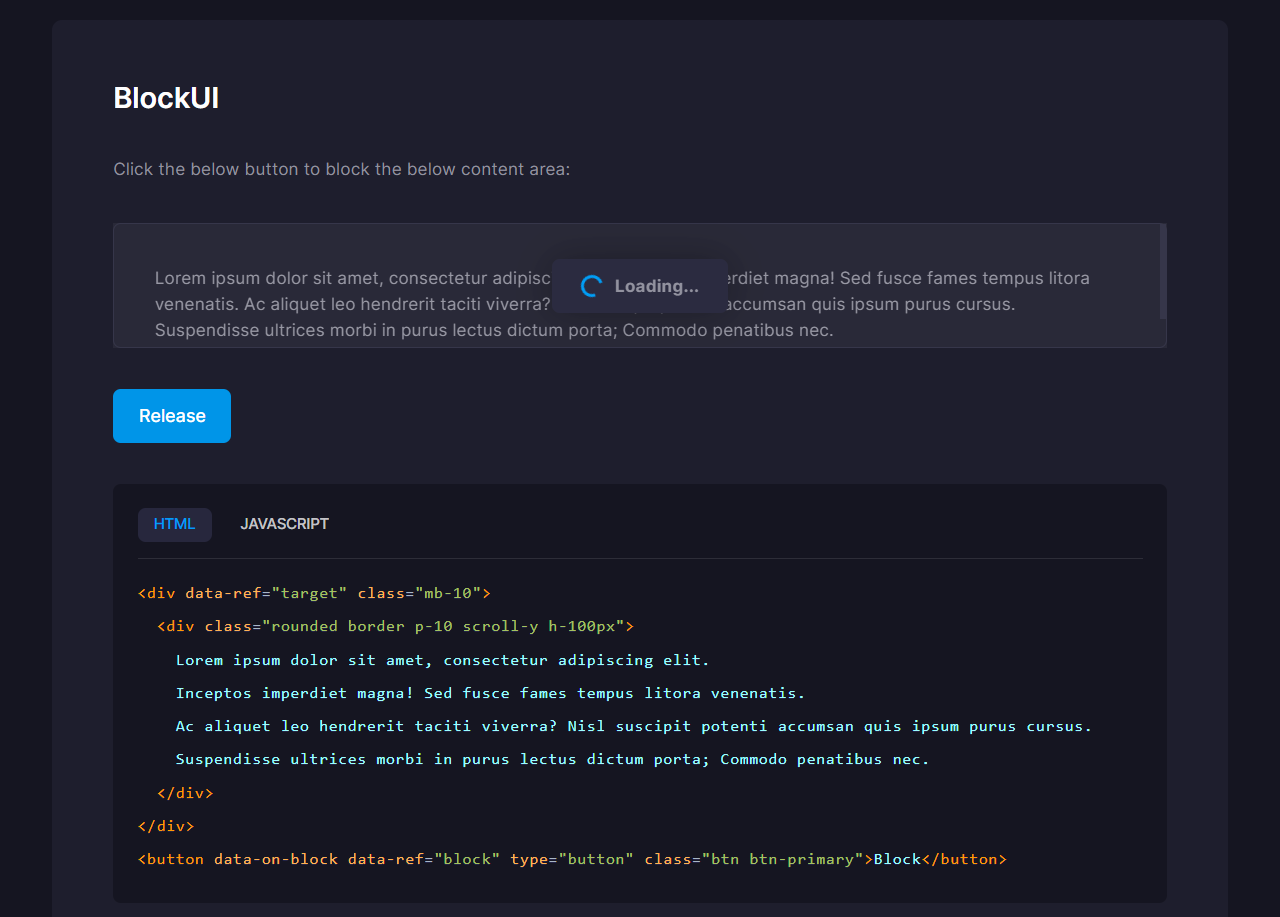 BlockUI
Click the below button to block the below content area:
Lorem ipsum dolor sit amet, consectetur adipisc
Loading...
erdiet magna! Sed fusce fames tempus litora
venenatis. Ac aliquet leo hendrerit taciti viverra?
accumsan quis ipsum purus cursus.
Suspendisse ultrices morbi in purus lectus dictum porta; Commodo penatibus nec.
Release
HTML JAVASCRIPT
<div data-ref="target" class="mb-10">
<div class="rounded border p-10 scroll-y h-100px">
Lorem ipsum dolor sit amet, consectetur adipiscing elit.
Inceptos imperdiet magna! Sed fusce fames tempus litora venenatis.
Ac aliquet leo hendrerit taciti viverra? Nisl suscipit potenti accumsan quis ipsum purus cursus.
Suspendisse ultrices morbi in purus lectus dictum porta; Commodo penatibus nec.
</div>
</div>
<button data-on-block data-ref="block" type="button" class="btn btn-primary">Block</button>